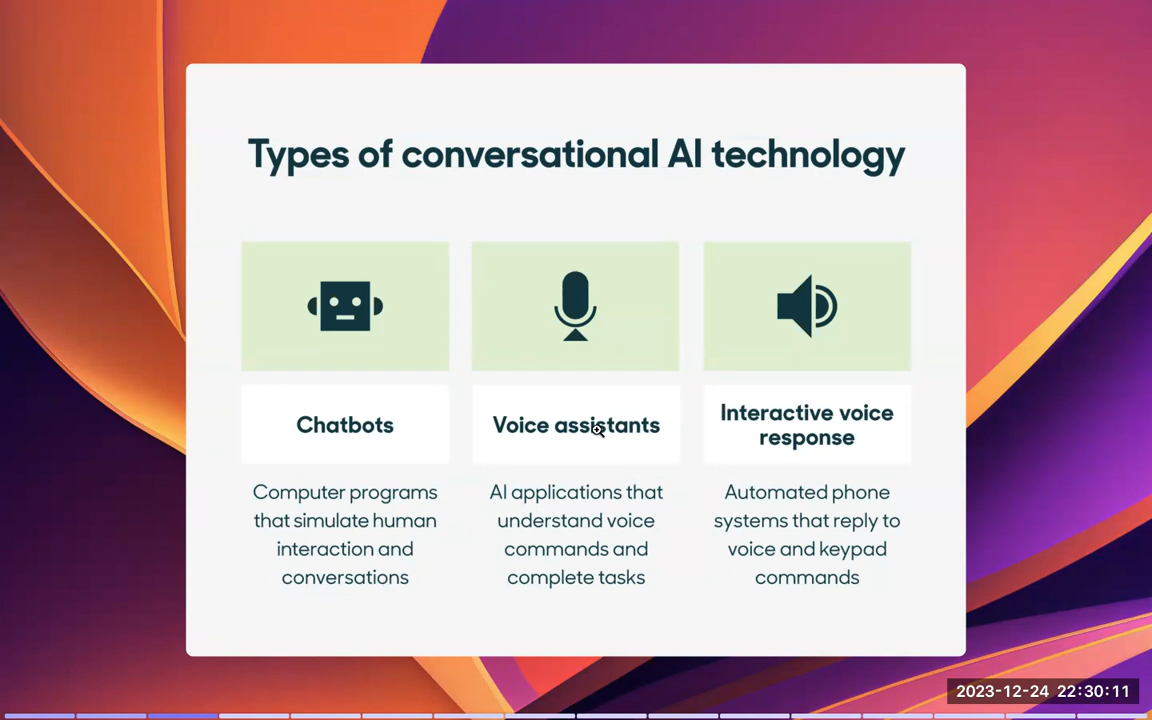 Types of conversational AI technology
Chatbots
Computer programs
that simulate human
interaction and
conversations
Voice assistants
AI applications that
understand voice
commands and
complete tasks
Interactive voice
response
Automated phone
systems that reply to
voice and keypad
commands
2023-12-24 22:30:11